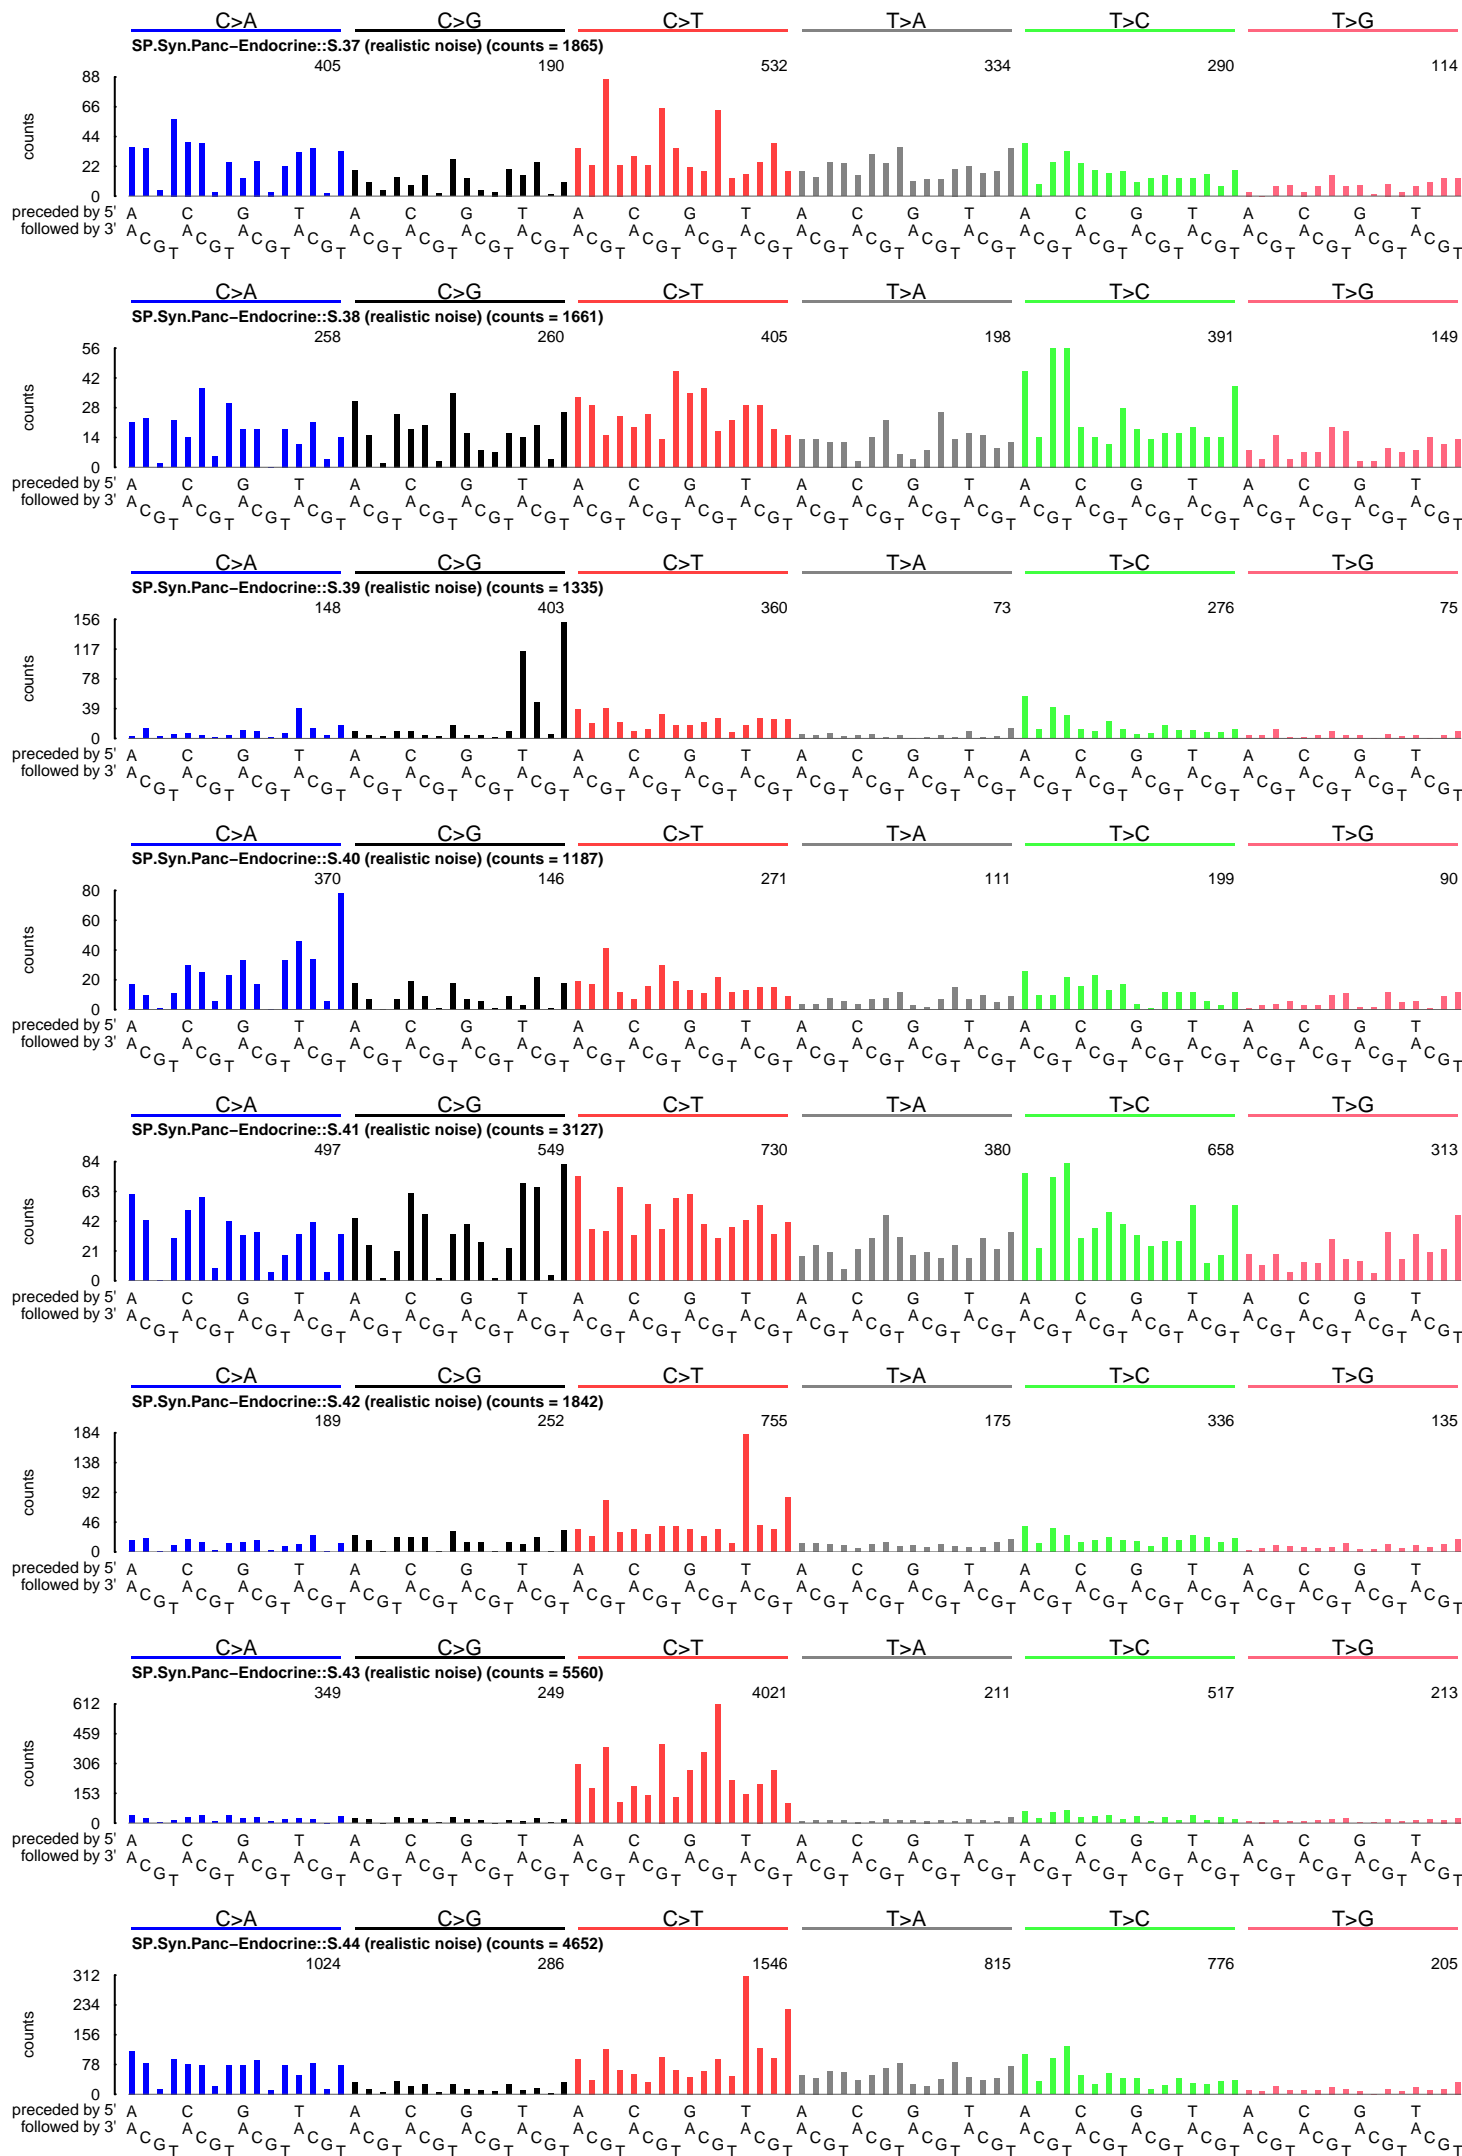 C>A C>G C>T T>A T>C T>G
SP.Syn.Panc−Endocrine::S.37 (realistic noise) (counts = 1865)
405 190 532 334 290 114
88
66
44
22
0
counts
preceded by 5' A C G T A C G T A C G T A C G T A C G T A C G T
followed by 3' A C G T A C G T A C G T A C G T A C G T A C G T A C G T A C G T A C G T A C G T A C G T A C G T A C G T A C G T A C G T A C G T A C G T A C G T A C G T A C G T A C G T A C G T A C G T A C G T
C>A C>G C>T T>A T>C T>G
SP.Syn.Panc−Endocrine::S.38 (realistic noise) (counts = 1661)
258 260 405 198 391 149
56
42
28
14
0
counts
preceded by 5' A C G T A C G T A C G T A C G T A C G T A C G T
followed by 3' A C G T A C G T A C G T A C G T A C G T A C G T A C G T A C G T A C G T A C G T A C G T A C G T A C G T A C G T A C G T A C G T A C G T A C G T A C G T A C G T A C G T A C G T A C G T A C G T
C>A C>G C>T T>A T>C T>G
SP.Syn.Panc−Endocrine::S.39 (realistic noise) (counts = 1335)
148 403 360 73 276 75
156
117
78
39
0
counts
preceded by 5' A C G T A C G T A C G T A C G T A C G T A C G T
followed by 3' A C G T A C G T A C G T A C G T A C G T A C G T A C G T A C G T A C G T A C G T A C G T A C G T A C G T A C G T A C G T A C G T A C G T A C G T A C G T A C G T A C G T A C G T A C G T A C G T
C>A C>G C>T T>A T>C T>G
SP.Syn.Panc−Endocrine::S.40 (realistic noise) (counts = 1187)
370 146 271 111 199 90
80
60
40
20
0
counts
preceded by 5' A C G T A C G T A C G T A C G T A C G T A C G T
followed by 3' A C G T A C G T A C G T A C G T A C G T A C G T A C G T A C G T A C G T A C G T A C G T A C G T A C G T A C G T A C G T A C G T A C G T A C G T A C G T A C G T A C G T A C G T A C G T A C G T
C>A C>G C>T T>A T>C T>G
SP.Syn.Panc−Endocrine::S.41 (realistic noise) (counts = 3127)
497 549 730 380 658 313
84
63
42
21
0
counts
preceded by 5' A C G T A C G T A C G T A C G T A C G T A C G T
followed by 3' A C G T A C G T A C G T A C G T A C G T A C G T A C G T A C G T A C G T A C G T A C G T A C G T A C G T A C G T A C G T A C G T A C G T A C G T A C G T A C G T A C G T A C G T A C G T A C G T
C>A C>G C>T T>A T>C T>G
SP.Syn.Panc−Endocrine::S.42 (realistic noise) (counts = 1842)
189 252 755 175 336 135
184
138
92
46
0
counts
preceded by 5' A C G T A C G T A C G T A C G T A C G T A C G T
followed by 3' A C G T A C G T A C G T A C G T A C G T A C G T A C G T A C G T A C G T A C G T A C G T A C G T A C G T A C G T A C G T A C G T A C G T A C G T A C G T A C G T A C G T A C G T A C G T A C G T
C>A C>G C>T T>A T>C T>G
SP.Syn.Panc−Endocrine::S.43 (realistic noise) (counts = 5560)
349 249 4021 211 517 213
612
459
306
153
0
counts
preceded by 5' A C G T A C G T A C G T A C G T A C G T A C G T
followed by 3' A C G T A C G T A C G T A C G T A C G T A C G T A C G T A C G T A C G T A C G T A C G T A C G T A C G T A C G T A C G T A C G T A C G T A C G T A C G T A C G T A C G T A C G T A C G T A C G T
C>A C>G C>T T>A T>C T>G
SP.Syn.Panc−Endocrine::S.44 (realistic noise) (counts = 4652)
1024 286 1546 815 776 205
312
234
156
78
0
counts
preceded by 5' A C G T A C G T A C G T A C G T A C G T A C G T
followed by 3' A C G T A C G T A C G T A C G T A C G T A C G T A C G T A C G T A C G T A C G T A C G T A C G T A C G T A C G T A C G T A C G T A C G T A C G T A C G T A C G T A C G T A C G T A C G T A C G T